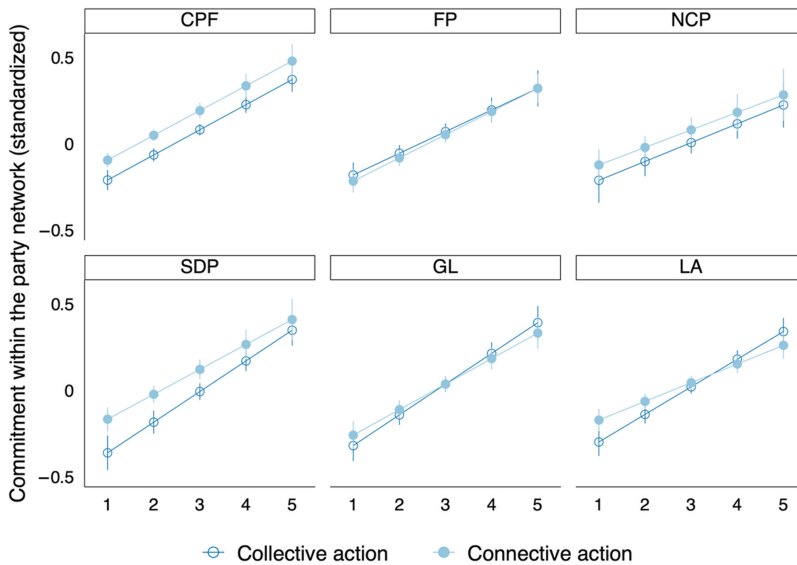 CPF
FP
NCP
Commitment within the party network (standardized)
0.5
0
−0.5
SDP
GL
LA
0.5
0
−0.5
1 2 3 4 5
1 2 3 4 5
1 2 3 4 5
Collective action
Connective action